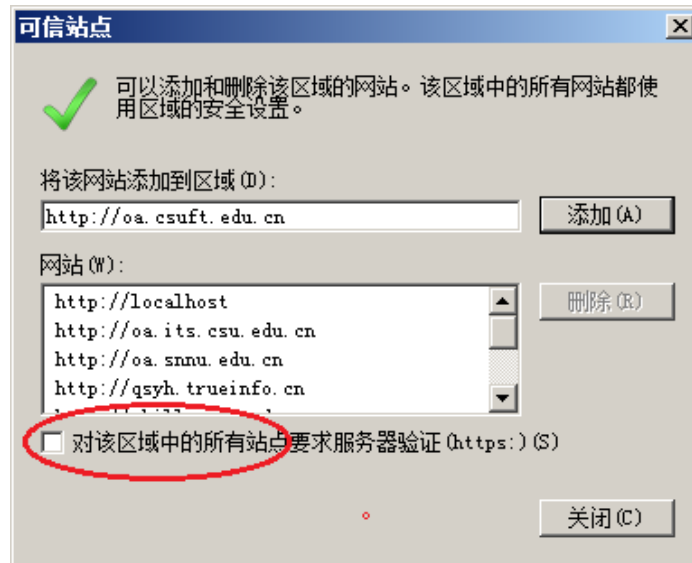 可信站点
可以添加和删除该区域的网站。该区域中的所有网站都使
用区域的安全设置。
将该网站添加到区域(D):
http://oa.csuft.edu.cn
添加(A)
网站(W):
http://localhost
http://oa.its.csu.edu.cn
http://oa.snnu.edu.cn
http://qsyh.trueinfo.cn
删除(R)
对该区域中的所有站点要求服务器验证(https:)(S)
关闭(C)